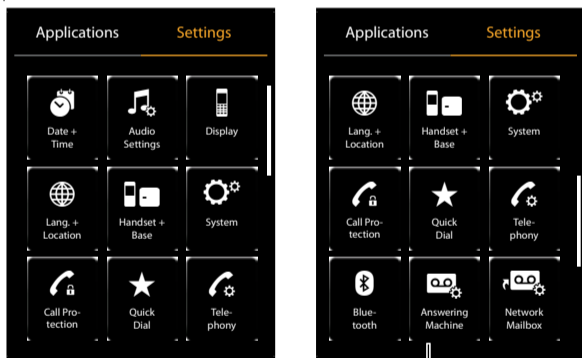 Applications Settings
Date +
Time
Audio
Settings
Display
Lang. +
Location
Handset +
Base
System
Call Pro-
tection
Quick
Dial
Tele-
phony
Applications Settings
Lang. +
Location
Handset +
Base
System
Call Pro-
tection
Quick
Dial
Tele-
phony
Blue-
tooth
Answering
Machine
Network
Mailbox